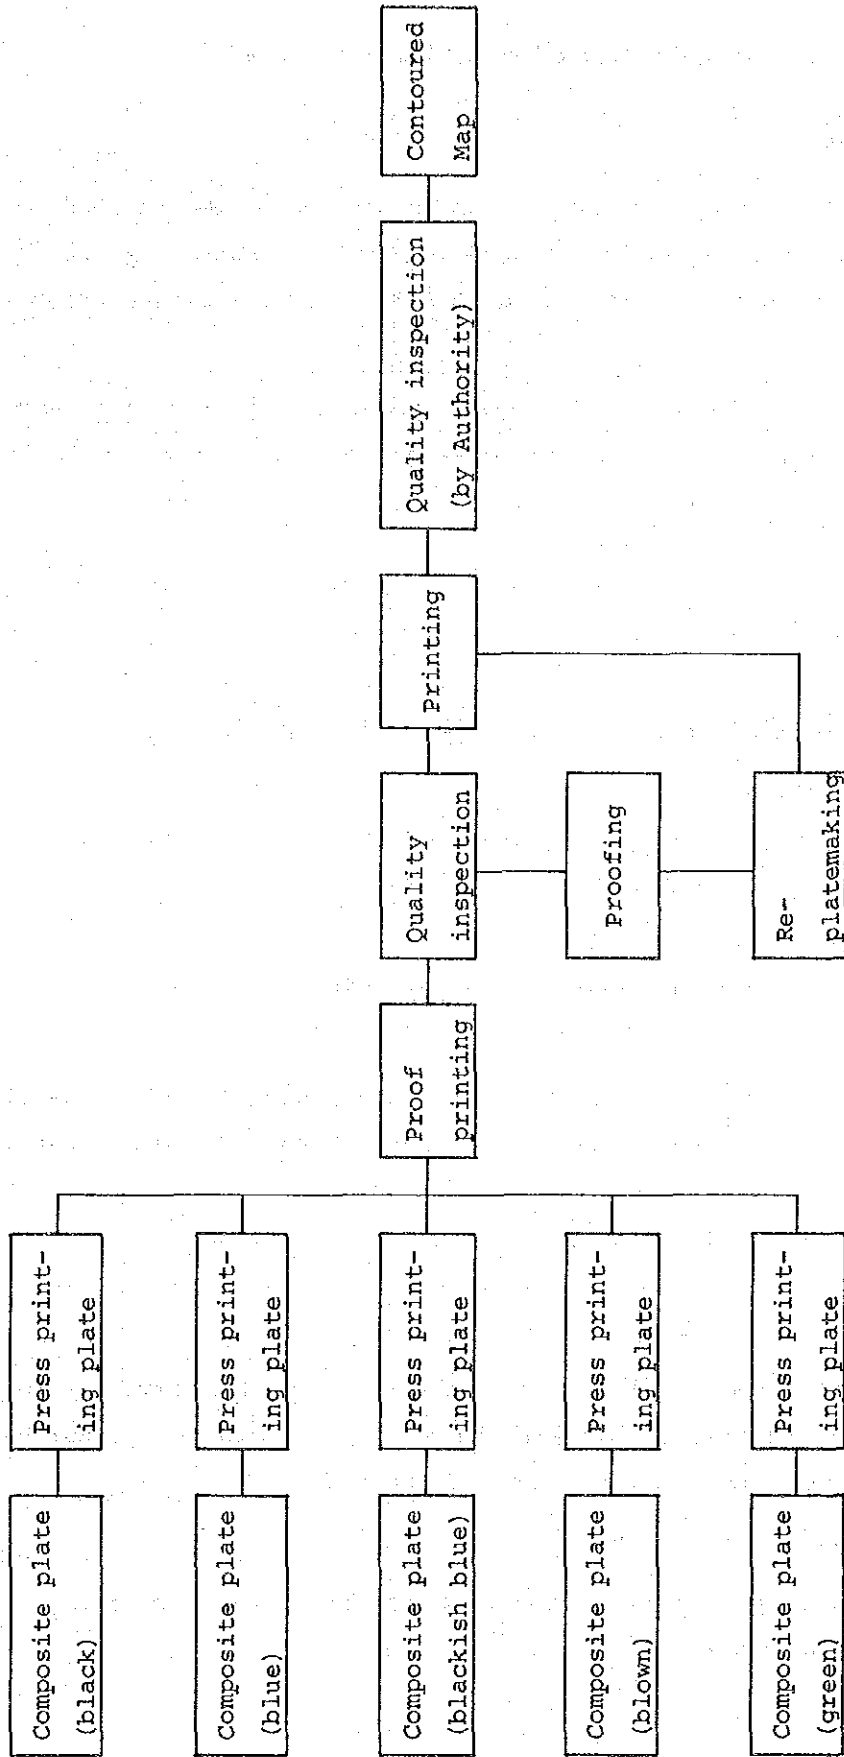 Composite plate
(black)
Press print-
ing plate
Composite plate
(blue)
Press print-
ing plate
Composite plate
(blackish blue)
Press print-
ing plate
Composite plate
(blown)
Press print-
ing plate
Composite plate
(green)
Press print-
ing plate
Proof
printing
Quality
inspection
Proofing
Re-
platemaking
Printing
Quality inspection
(by Authority)
Contoured
Map